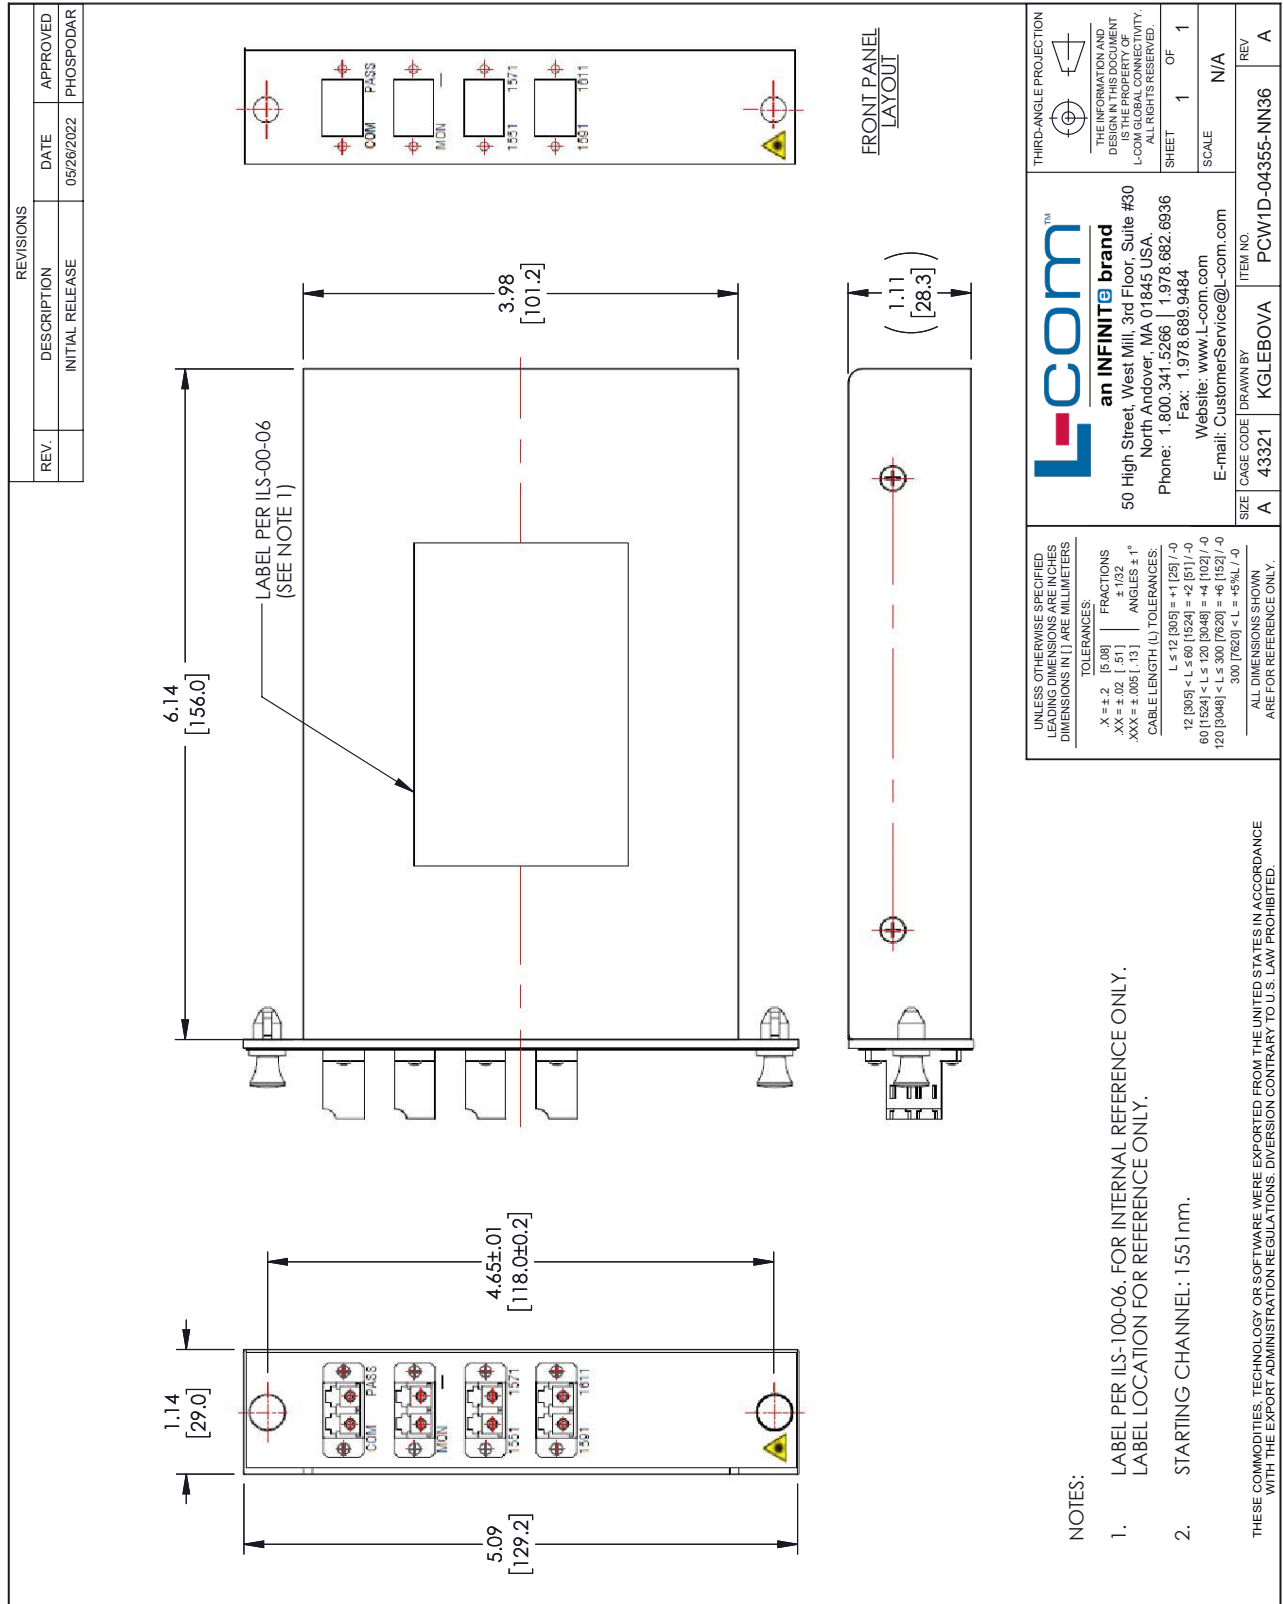 REVISIONS
REV. DESCRIPTION DATE APPROVED
INITIAL RELEASE 05/26/2022 PHOSPODAR
1.14
[29.0]
5.09
[129.2]
4.65±.01
[118.0±0.2]
COM PASS
MON —
1551 1571
1591 1611
6.14
[156.0]
LABEL PER ILS-00-06
(SEE NOTE 1)
3.98
[101.2]
(1.11)
[28.3]
COM PASS
MON —
1551 1571
1591 1611
FRONT PANEL
LAYOUT
NOTES:
1. LABEL PER ILS-100-06. FOR INTERNAL REFERENCE ONLY.
LABEL LOCATION FOR REFERENCE ONLY.
2. STARTING CHANNEL: 1551nm.
THESE COMMODITIES, TECHNOLOGY OR SOFTWARE WERE EXPORTED FROM THE UNITED STATES IN ACCORDANCE
WITH THE EXPORT ADMINISTRATION REGULATIONS. DIVERSION CONTRARY TO U.S. LAW PROHIBITED.
UNLESS OTHERWISE SPECIFIED
LEADING DIMENSIONS ARE INCHES
DIMENSIONS IN [ ] ARE MILLIMETERS
TOLERANCES:
.X = ±.2 [5.08] FRACTIONS
.XX = ±.02 [.51] ±1/32
.XXX = ±.005 [.13] ANGLES ± 1°
CABLE LENGTH (L) TOLERANCES:
L ≤ 12 [305] = +1 [25] / -0
12 [305] < L ≤ 60 [1524] = +2 [51] / -0
60 [1524] < L ≤ 120 [3048] = +4 [102] / -0
120 [3048] < L ≤ 300 [7620] = +6 [152] / -0
300 [7620] < L = +5%L / -0
ALL DIMENSIONS SHOWN
ARE FOR REFERENCE ONLY.
L-com™
an INFINITe brand
50 High Street, West Mill, 3rd Floor, Suite #30
North Andover, MA 01845 USA.
Phone: 1.800.341.5266 | 1.978.682.6936
Fax: 1.978.689.9484
Website: www.L-com.com
E-mail: CustomerService@L-com.com
THIRD-ANGLE PROJECTION
THE INFORMATION AND
DESIGN IN THIS DOCUMENT
IS THE PROPERTY OF
L-COM GLOBAL CONNECTIVITY.
ALL RIGHTS RESERVED.
SHEET 1 OF 1
SCALE N/A
SIZE A
CAGE CODE 43321
DRAWN BY KGLEBOVA
ITEM NO. PCW1D-04355-NN36
REV A